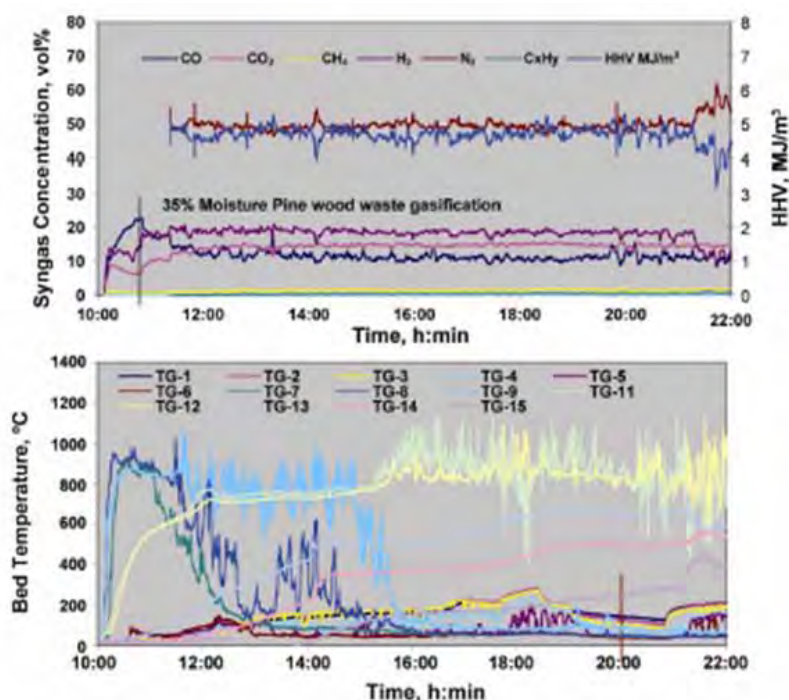 80
70
60
50
40
30
20
10
0
Syngas Concentration, vol%
CO CO₂ CH₄ H₂ N₂ CxHy HHV MJ/m³
35% Moisture Pine wood waste gasification
8
7
6
5
4
3
2
1
0
HHV, MJ/m³
10:00 12:00 14:00 16:00 18:00 20:00 22:00
Time, h:min
1400
1200
1000
800
600
400
200
0
Bed Temperature, °C
TG-1 TG-2 TG-3 TG-4 TG-5
TG-6 TG-7 TG-8 TG-9 TG-11
TG-12 TG-13 TG-14 TG-15
10:00 12:00 14:00 16:00 18:00 20:00 22:00
Time, h:min